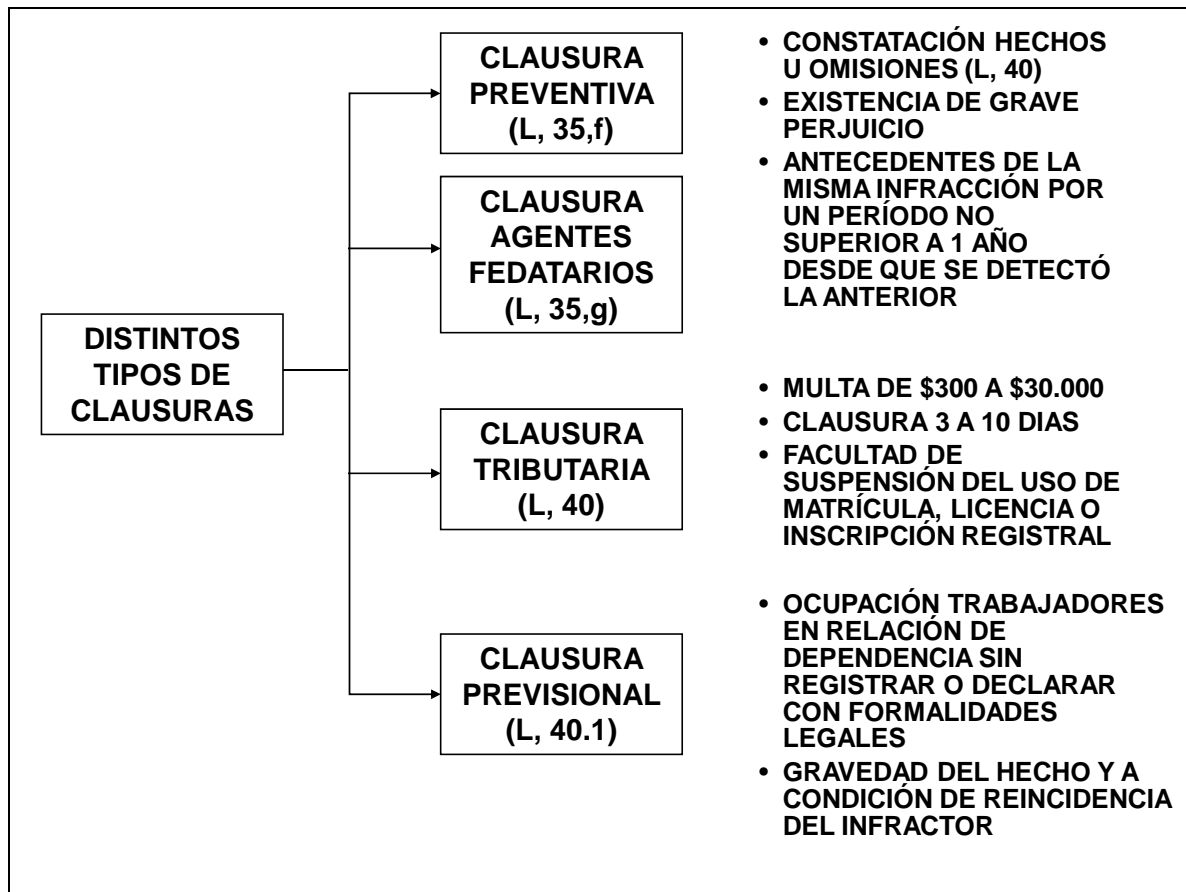 DISTINTOS
TIPOS DE
CLAUSURAS
CLAUSURA
PREVENTIVA
(L, 35,f)
• CONSTATACIÓN HECHOS
U OMISIONES (L, 40)
• EXISTENCIA DE GRAVE
PERJUICIO
• ANTECEDENTES DE LA
MISMA INFRACCIÓN POR
UN PERÍODO NO
SUPERIOR A 1 AÑO
DESDE QUE SE DETECTÓ
LA ANTERIOR
CLAUSURA
AGENTES
FEDATARIOS
(L, 35,g)
CLAUSURA
TRIBUTARIA
(L, 40)
• MULTA DE $300 A $30.000
• CLAUSURA 3 A 10 DIAS
• FACULTAD DE
SUSPENSIÓN DEL USO DE
MATRÍCULA, LICENCIA O
INSCRIPCIÓN REGISTRAL
CLAUSURA
PREVISIONAL
(L, 40.1)
• OCUPACIÓN TRABAJADORES
EN RELACIÓN DE
DEPENDENCIA SIN
REGISTRAR O DECLARAR
CON FORMALIDADES
LEGALES
• GRAVEDAD DEL HECHO Y A
CONDICIÓN DE REINCIDENCIA
DEL INFRACTOR